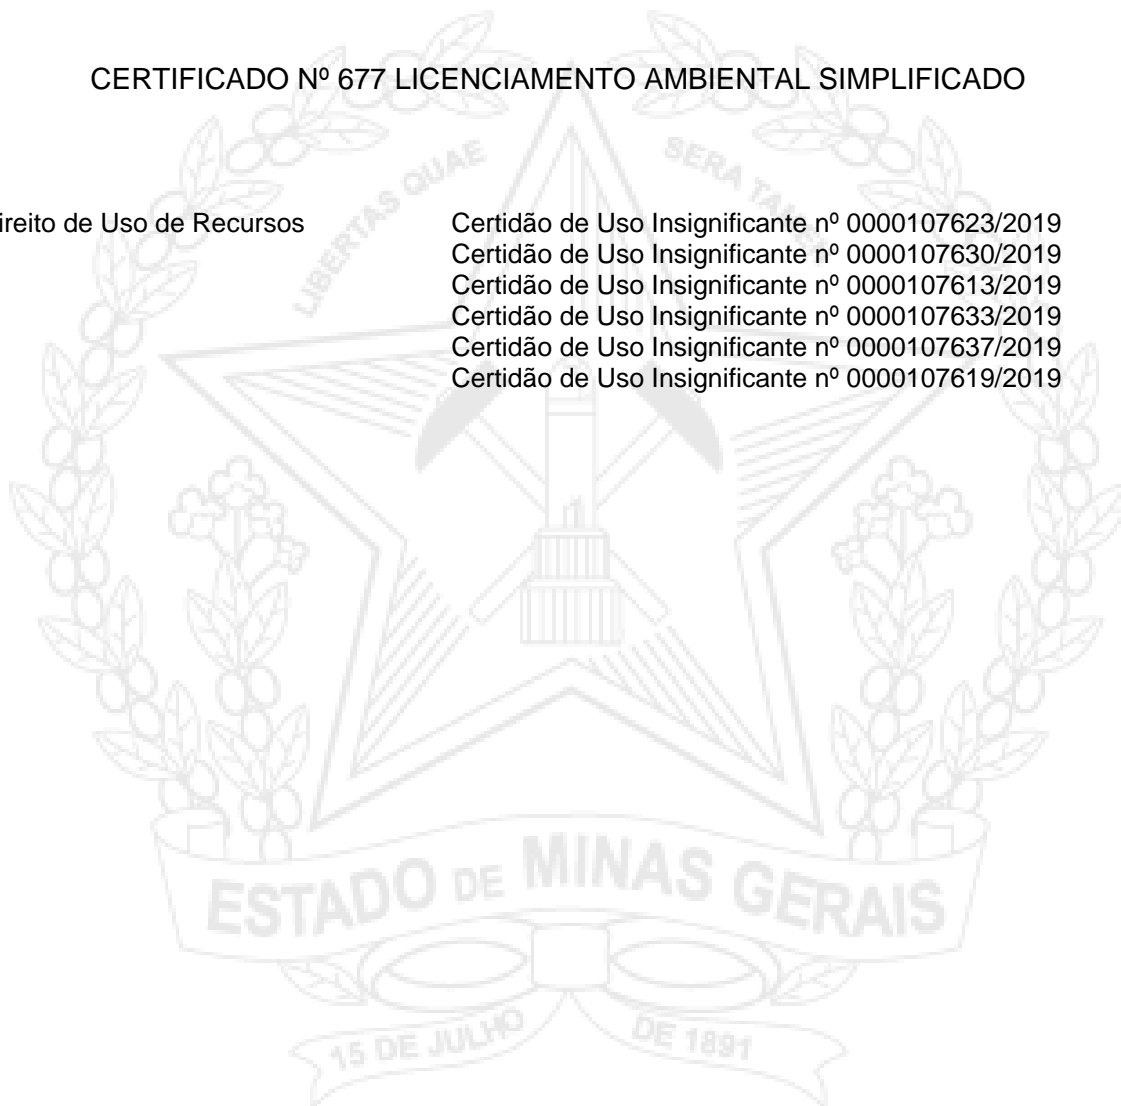 CERTIFICADO Nº 677 LICENCIAMENTO AMBIENTAL SIMPLIFICADO
LIBERTAS QUAE SERA TAMEN
ireito de Uso de Recursos Certidão de Uso Insignificante nº 0000107623/2019
Certidão de Uso Insignificante nº 0000107630/2019
Certidão de Uso Insignificante nº 0000107613/2019
Certidão de Uso Insignificante nº 0000107633/2019
Certidão de Uso Insignificante nº 0000107637/2019
Certidão de Uso Insignificante nº 0000107619/2019
ESTADO DE MINAS GERAIS
15 DE JULHO DE 1891